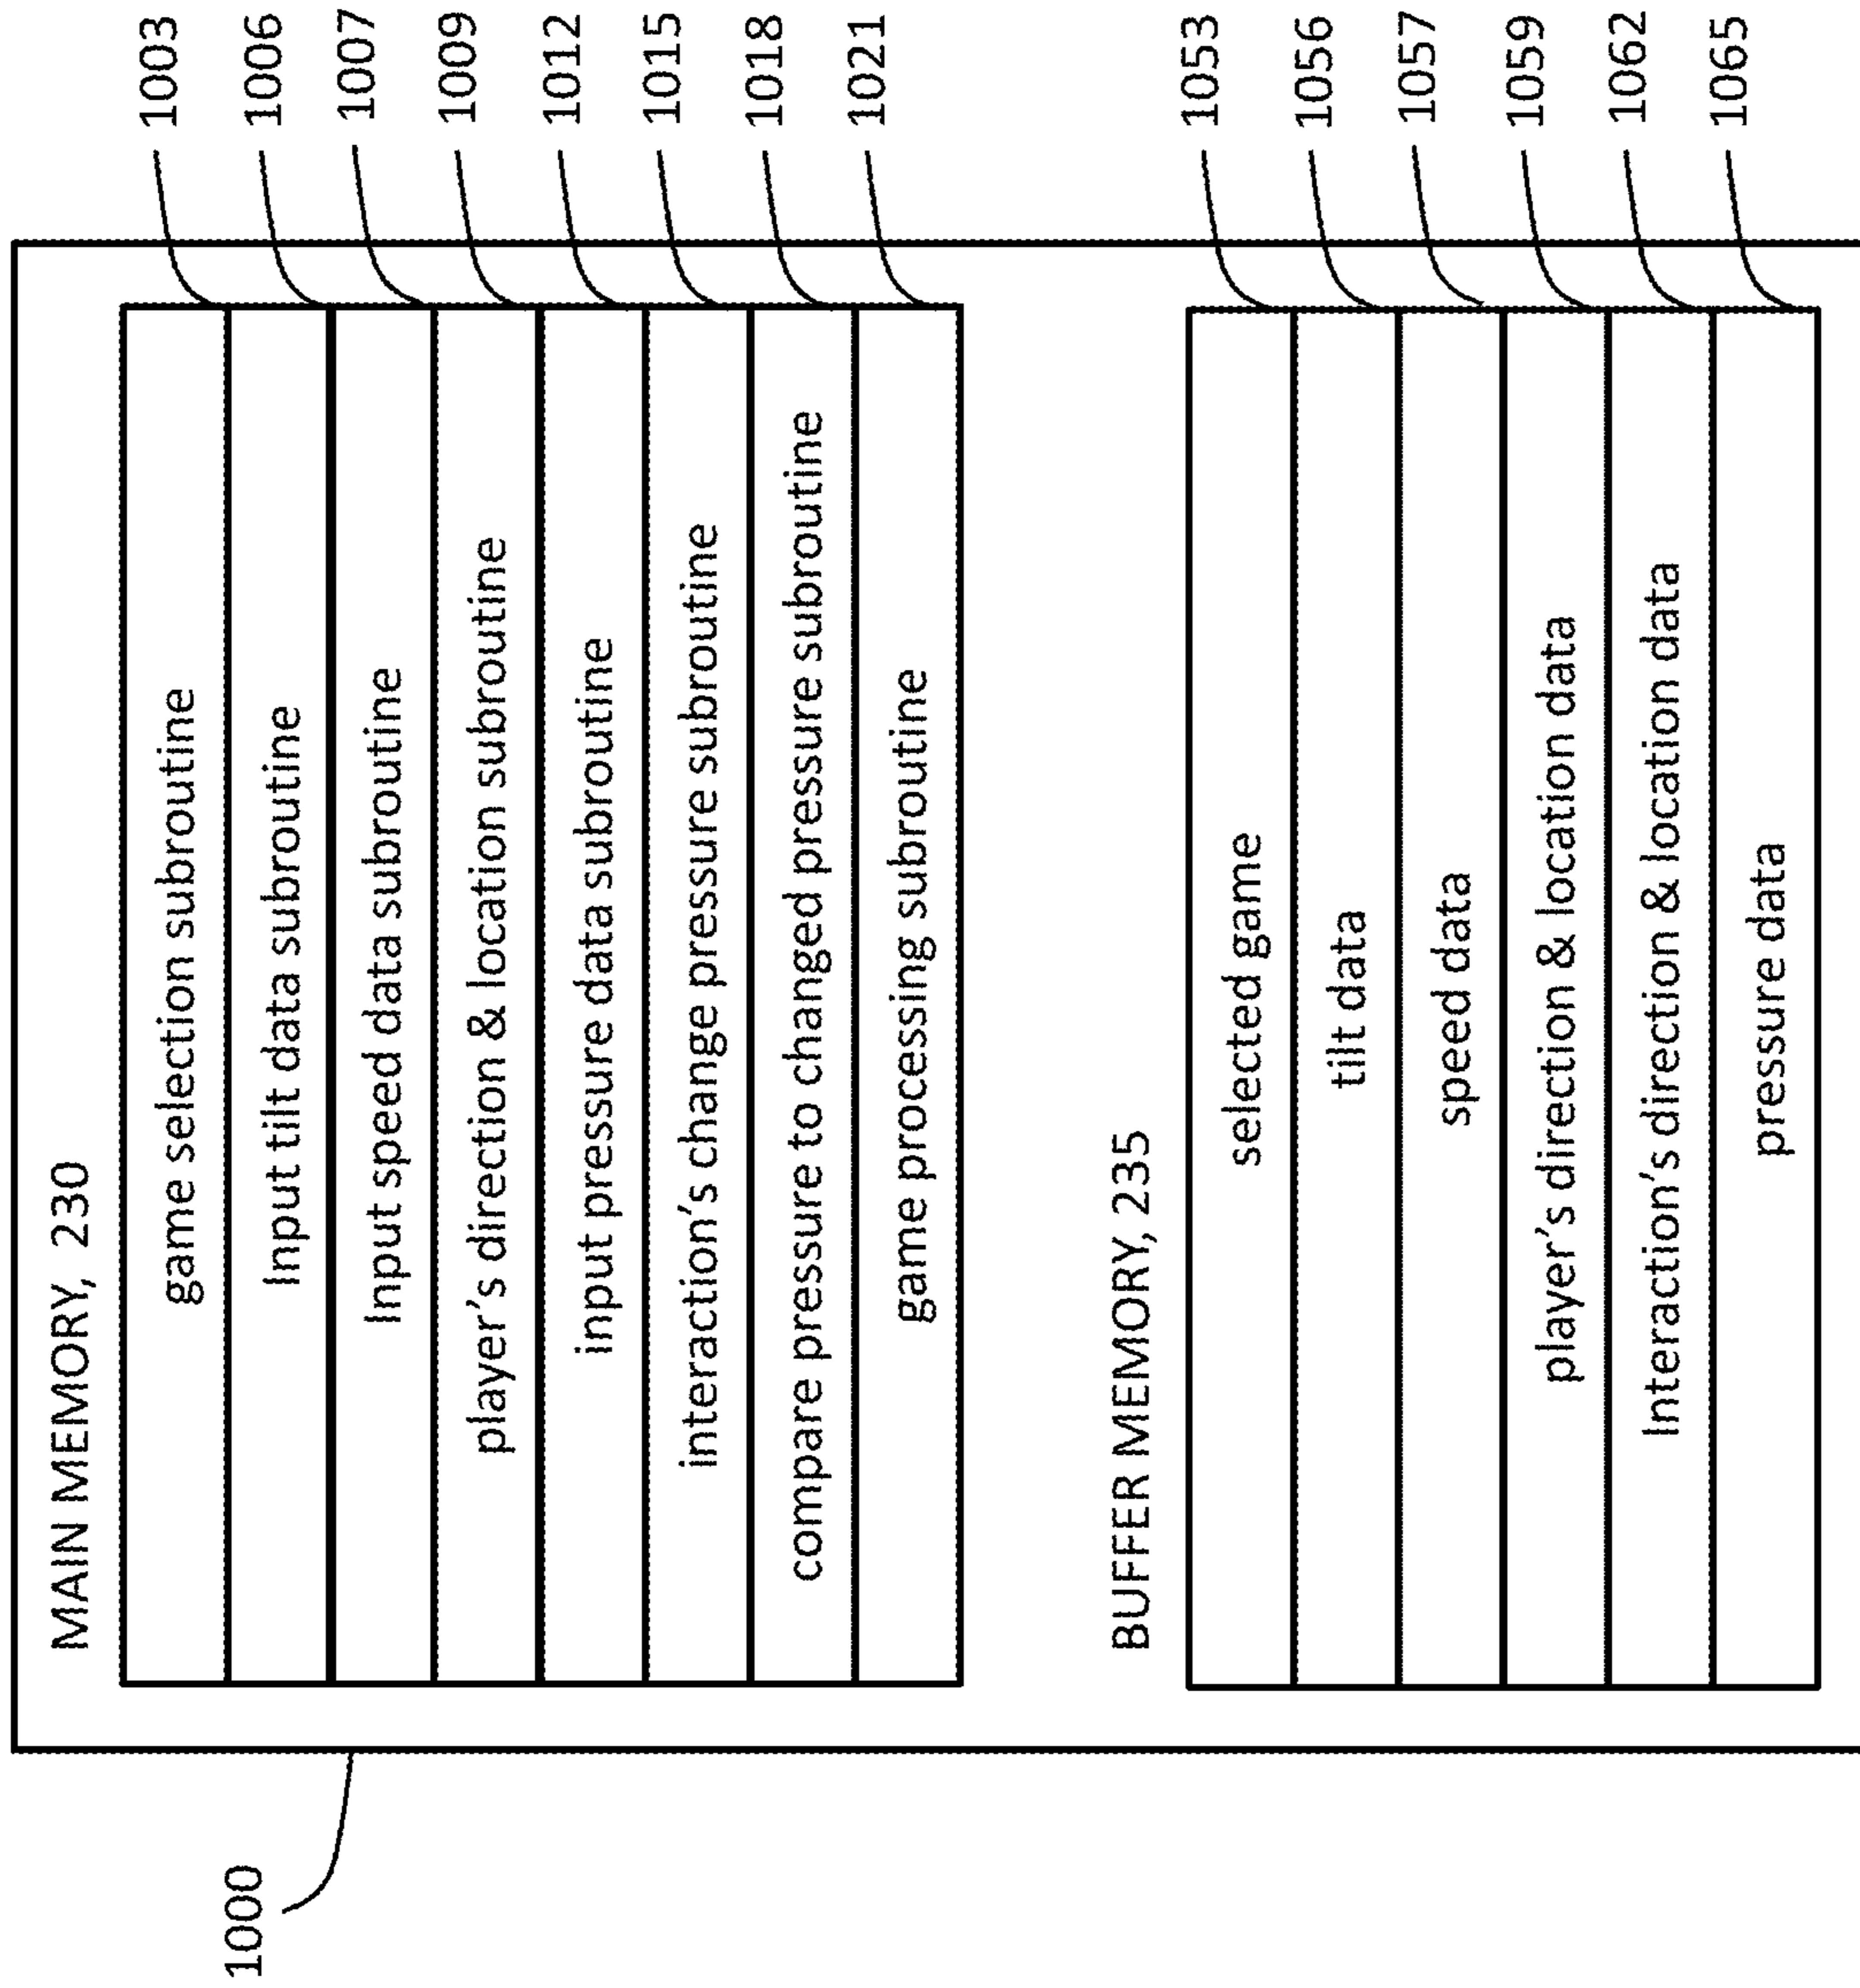 1000
MAIN MEMORY, 230
game selection subroutine 1003
Input tilt data subroutine 1006
Input speed data subroutine 1007
player's direction & location subroutine 1009
input pressure data subroutine 1012
interaction's change pressure subroutine 1015
compare pressure to changed pressure subroutine 1018
game processing subroutine 1021
BUFFER MEMORY, 235
selected game 1053
tilt data 1056
speed data 1057
player's direction & location data 1059
Interaction's direction & location data 1062
pressure data 1065